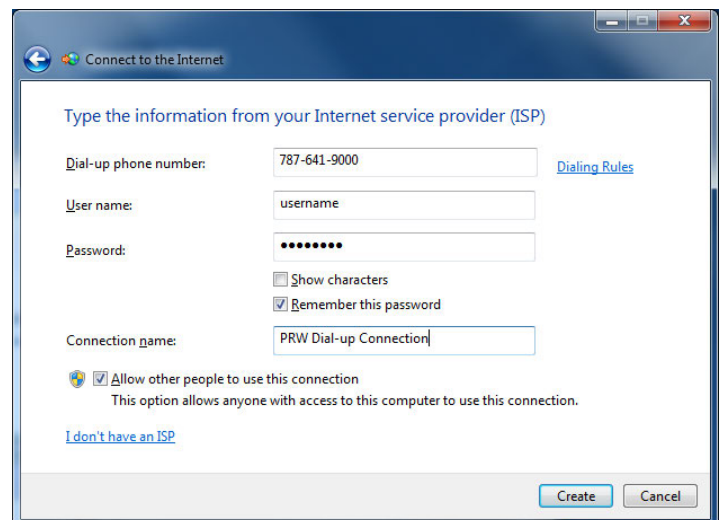 Connect to the Internet
Type the information from your Internet service provider (ISP)
Dial-up phone number: 787-641-9000 Dialing Rules
User name: username
Password: ••••••••
Show characters
Remember this password
Connection name: PRW Dial-up Connection
Allow other people to use this connection
This option allows anyone with access to this computer to use this connection.
I don't have an ISP
Create Cancel